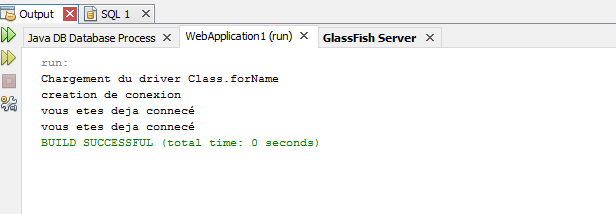 Output SQL 1
Java DB Database Process WebApplication1 (run) GlassFish Server
run:
Chargement du driver Class.forName
creation de conexion
vous etes deja connecé
vous etes deja connecé
BUILD SUCCESSFUL (total time: 0 seconds)